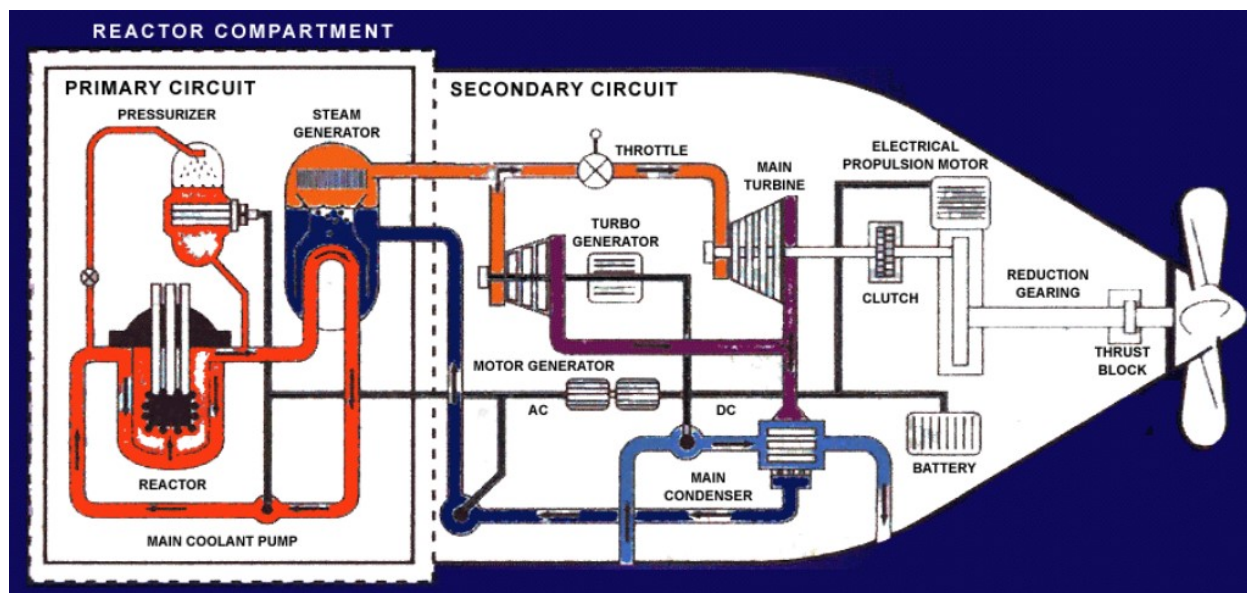 REACTOR COMPARTMENT
PRIMARY CIRCUIT
SECONDARY CIRCUIT
PRESSURIZER
STEAM
GENERATOR
THROTTLE
MAIN
TURBINE
ELECTRICAL
PROPULSION MOTOR
TURBO
GENERATOR
CLUTCH
REDUCTION
GEARING
THRUST
BLOCK
MOTOR GENERATOR
AC
DC
BATTERY
REACTOR
MAIN
CONDENSER
MAIN COOLANT PUMP